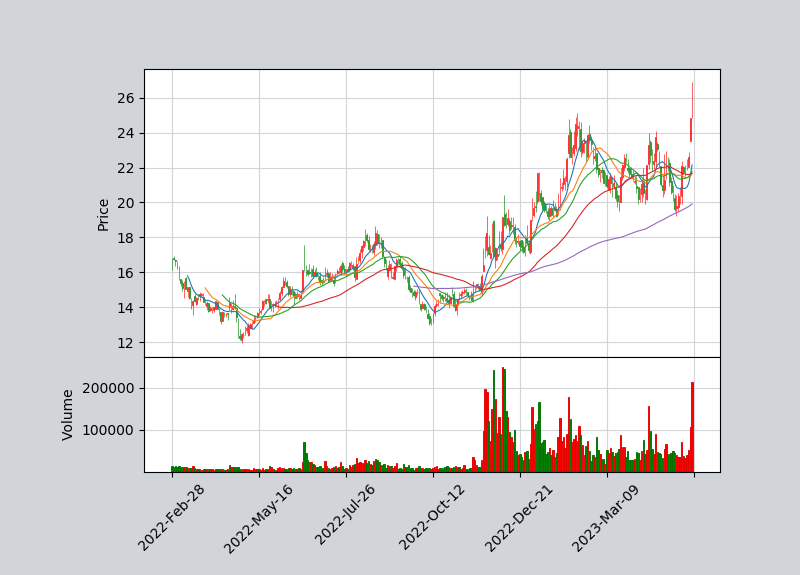 Price
26
24
22
20
18
16
14
12
Volume
200000
100000
2022-Feb-28
2022-May-16
2022-Jul-26
2022-Oct-12
2022-Dec-21
2023-Mar-09